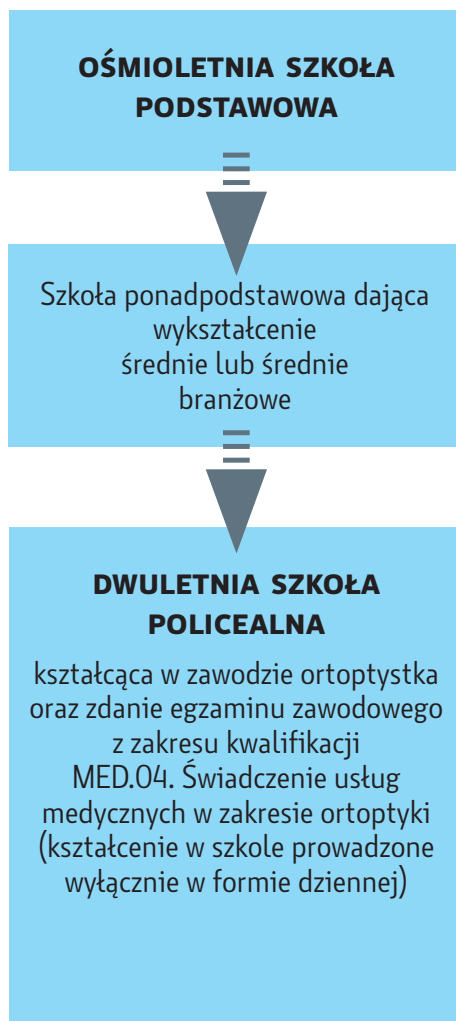 OŚMIOLETNIA SZKOŁA
PODSTAWOWA
Szkoła ponadpodstawowa dająca
wykształcenie
średnie lub średnie
branżowe
DWULETNIA SZKOŁA
POLICEALNA
kształcąca w zawodzie ortoptystka
oraz zdanie egzaminu zawodowego
z zakresu kwalifikacji
MED.04. Świadczenie usług
medycznych w zakresie ortoptyki
(kształcenie w szkole prowadzone
wyłącznie w formie dziennej)